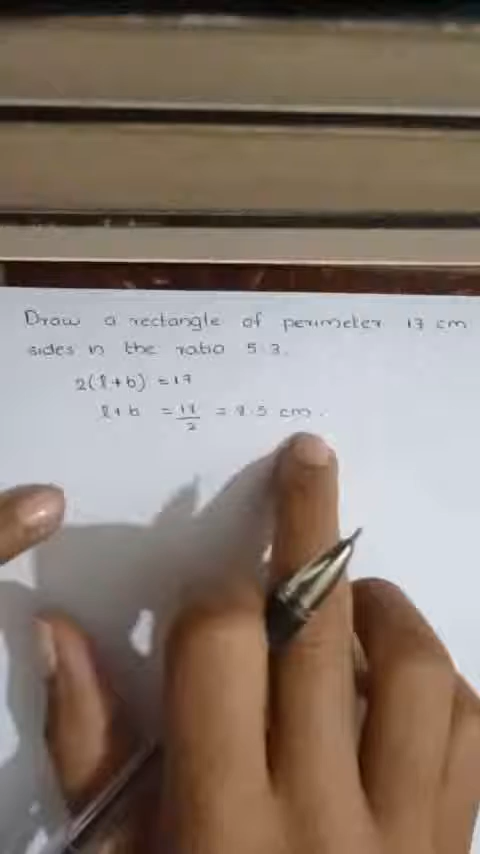 Draw a rectangle of perimeter 17 cm
sides in the ratio 5:3.
2(l+b) = 17
l+b = 17/2 = 8.5 cm.